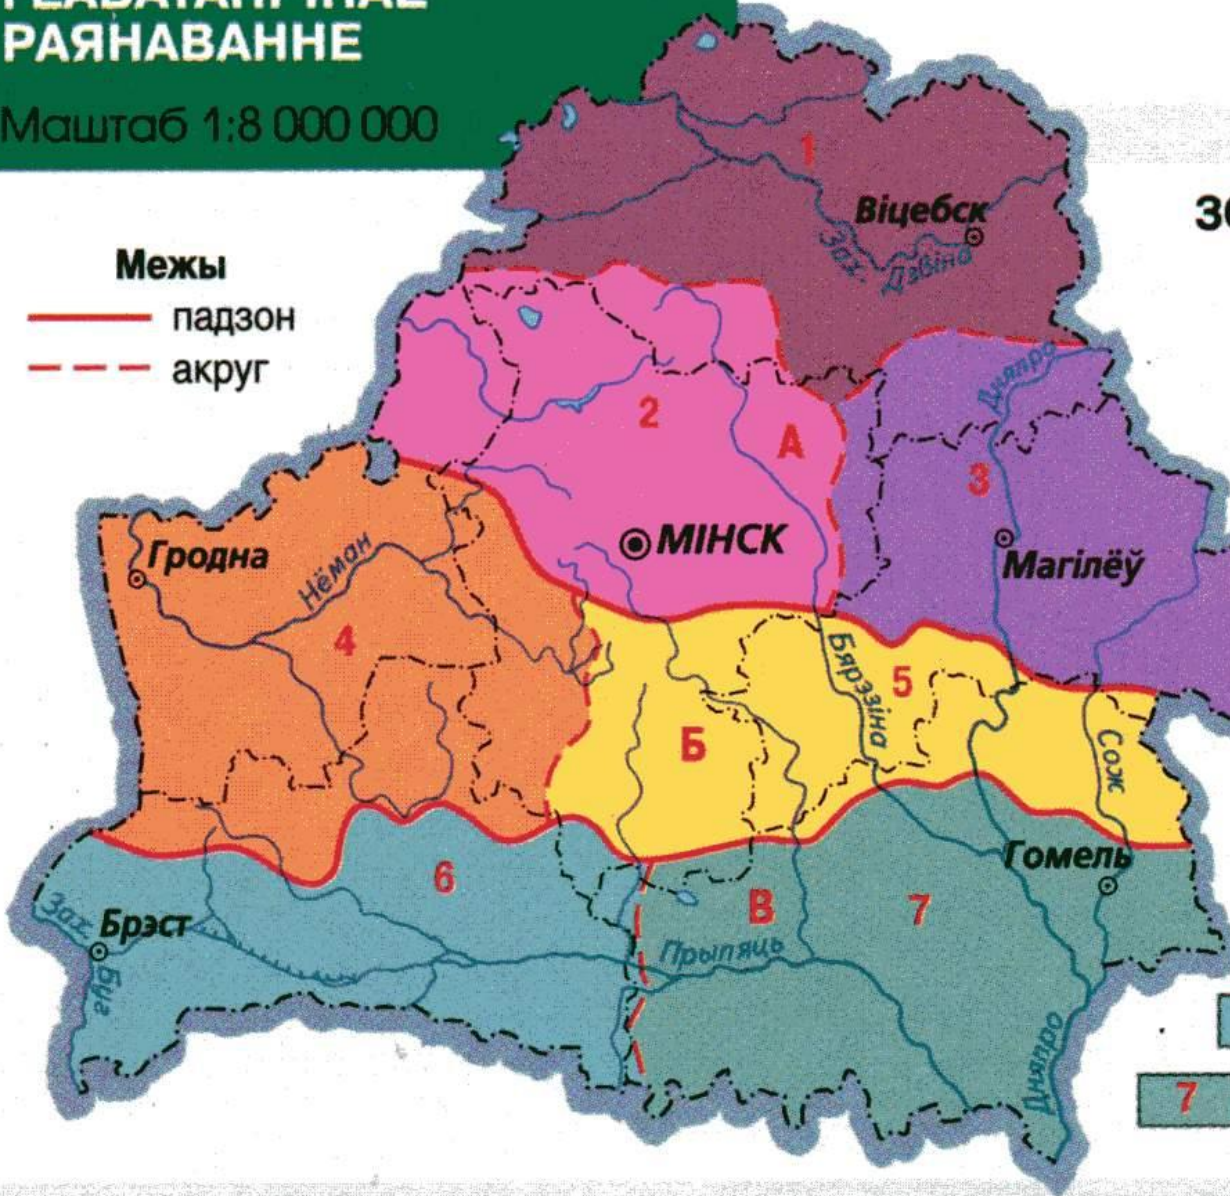 РАЯНАВАННЕ
Маштаб 1:8 000 000
Межы
падзон
акруг
1
Віцебск
Зах. Дзвіна
Дняпро
2
А
3
МІНСК
Магілёў
Гродна
Нёман
4
Бярэзіна
5
Б
Сож
Гомель
6
В
7
Зах.
Брэст
Буг
Прыпяць
Дняпро
7